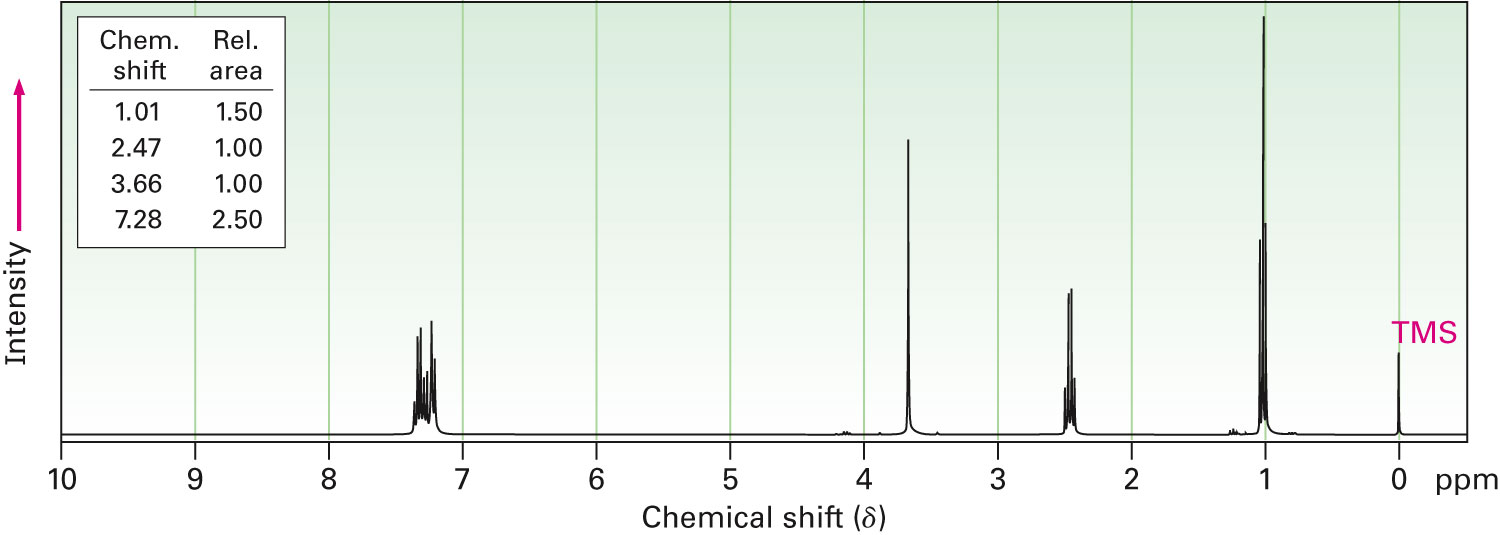 Chem. Rel.
shift area
1.01 1.50
2.47 1.00
3.66 1.00
7.28 2.50
Intensity
TMS
10 9 8 7 6 5 4 3 2 1 0 ppm
Chemical shift (δ)